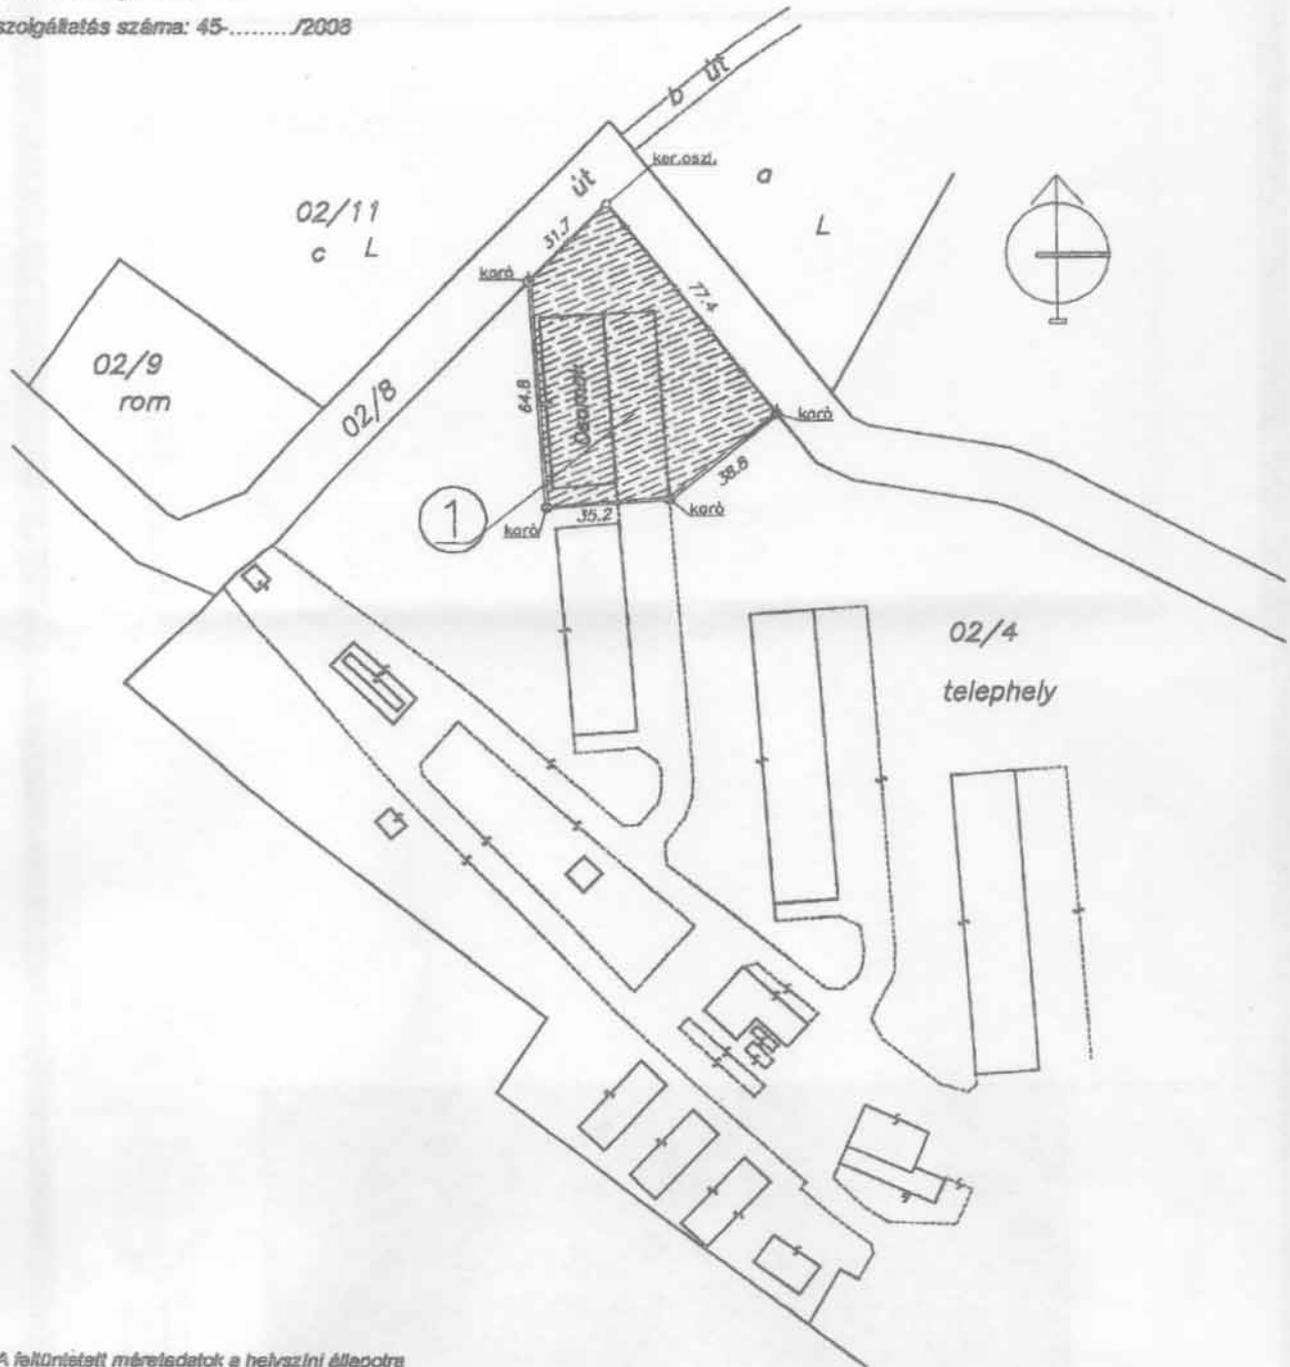 szolgáltatás száma: 45-........./2008
b út
ker.oszl.
út
a
02/11
c L
L
31.7
karó
77.4
02/9
rom
02/8
64.8
karó
38.8
1
35.2
karó
karó
02/4
telephely
A feltüntetett méretadatok a helyszíni állapotra